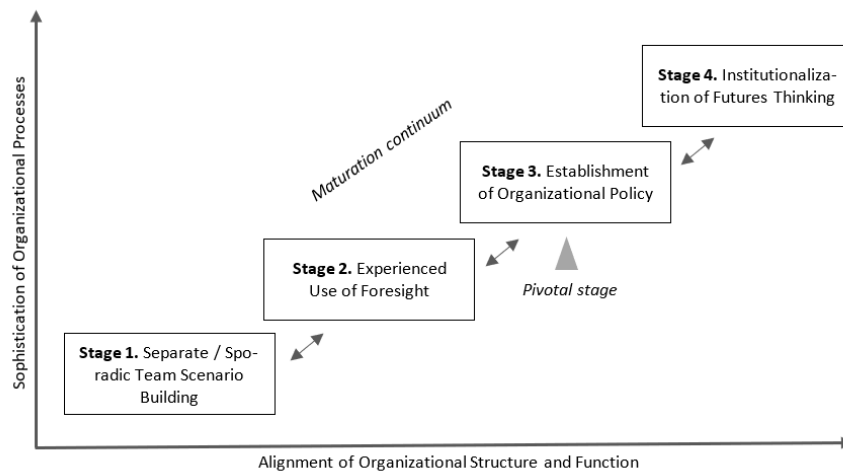 Sophistication of Organizational Processes
Stage 4. Institutionaliza-
tion of Futures Thinking
Maturation continuum
Stage 3. Establishment
of Organizational Policy
Stage 2. Experienced
Use of Foresight
Pivotal stage
Stage 1. Separate / Spo-
radic Team Scenario
Building
Alignment of Organizational Structure and Function